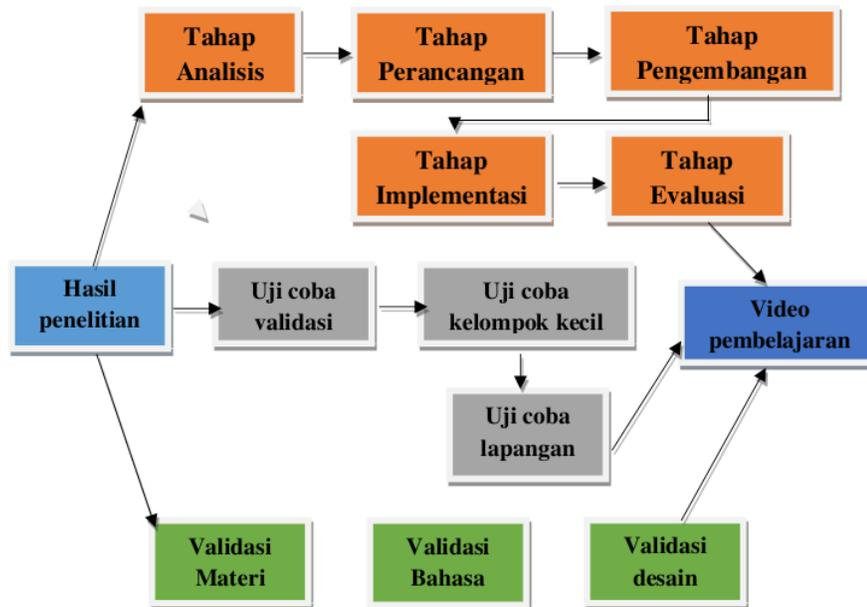 Tahap
Analisis
Tahap
Perancangan
Tahap
Pengembangan
Tahap
Implementasi
Tahap
Evaluasi
Hasil
penelitian
Uji coba
validasi
Uji coba
kelompok kecil
Video
pembelajaran
Uji coba
lapangan
Validasi
Materi
Validasi
Bahasa
Validasi
desain